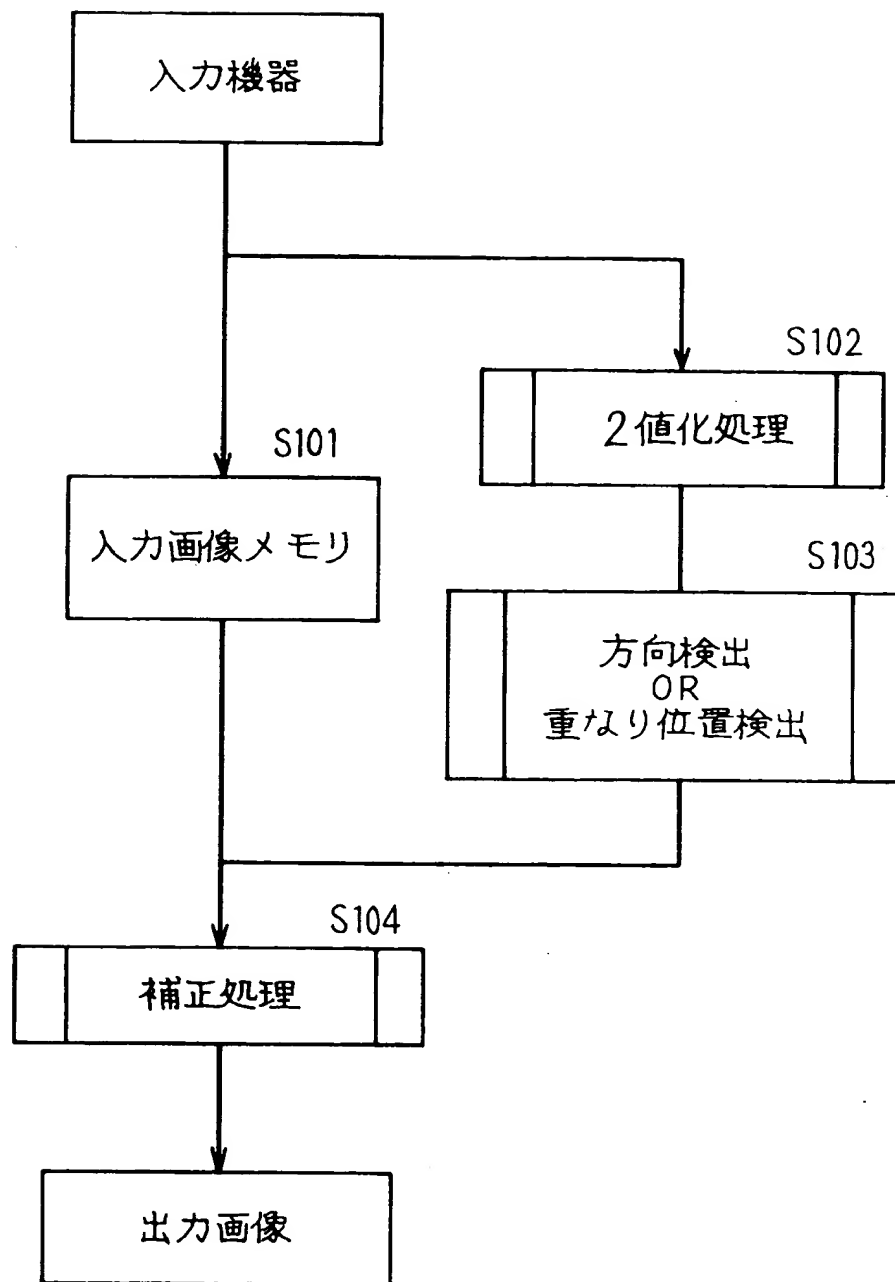 入力機器
S102
2値化処理
S101
入力画像メモリ
S103
方向検出
OR
重なり位置検出
S104
補正処理
出力画像